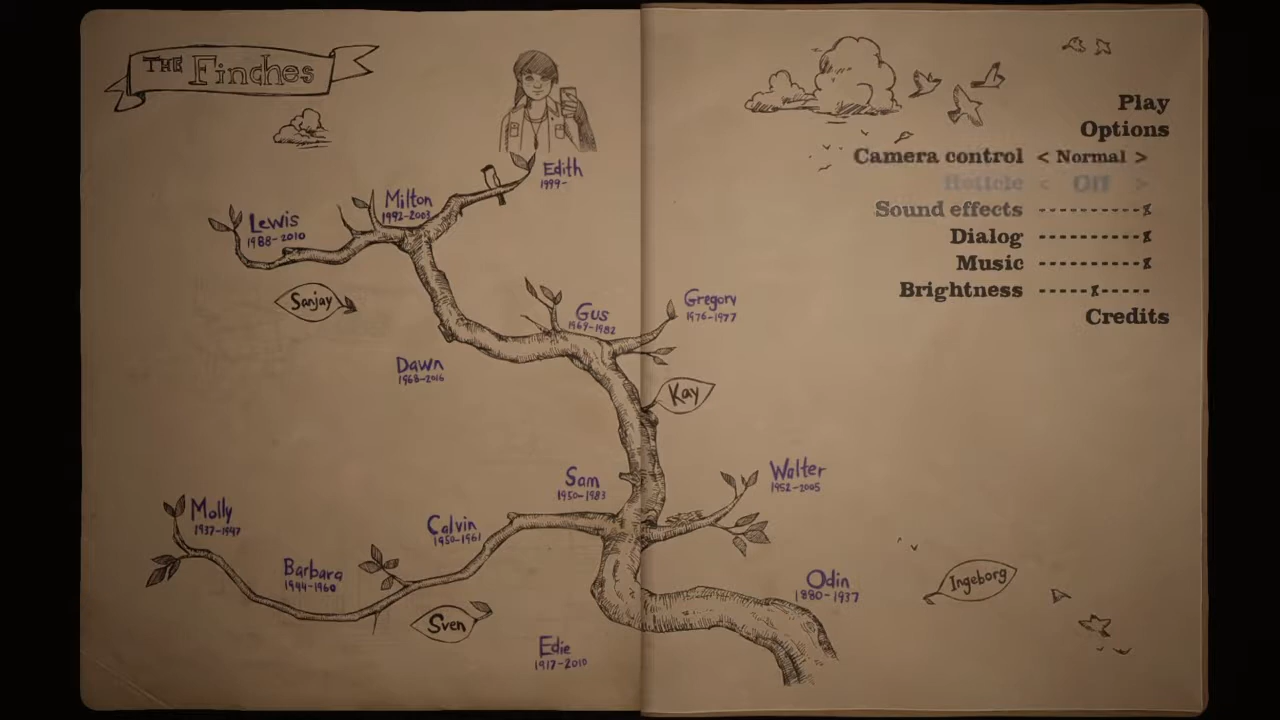 THE Finches
Edith
1999-
Milton
1992-2003
Lewis
1988-2010
Sanjay
Gus
1969-1982
Gregory
1976-1977
Dawn
1968-2016
Kay
Sam
1950-1983
Walter
1952-2005
Molly
1937-1947
Calvin
1950-1961
Barbara
1944-1960
Sven
Odin
1880-1937
Edie
1917-2010
Ingeborg
Play
Options
Camera control < Normal >
< Off >
Sound effects
Dialog
Music
Brightness
Credits